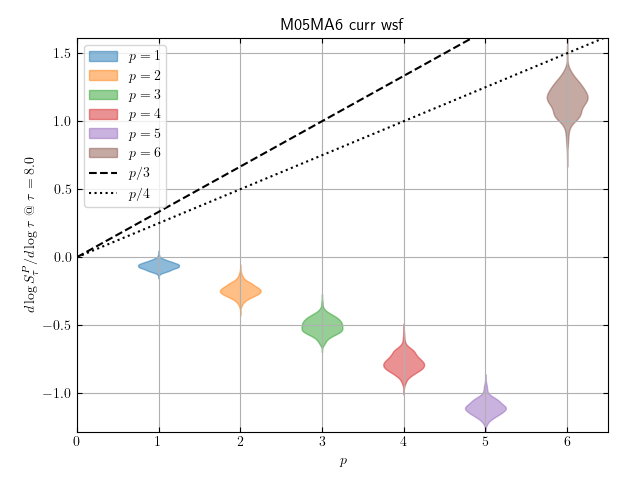 M05MA6 curr wsf
p = 1
p = 2
p = 3
p = 4
p = 5
p = 6
p/3
p/4
1.5
1.0
0.5
0.0
−0.5
−1.0
d log S_τ^P / d log τ @ τ = 8.0
0 1 2 3 4 5 6
p